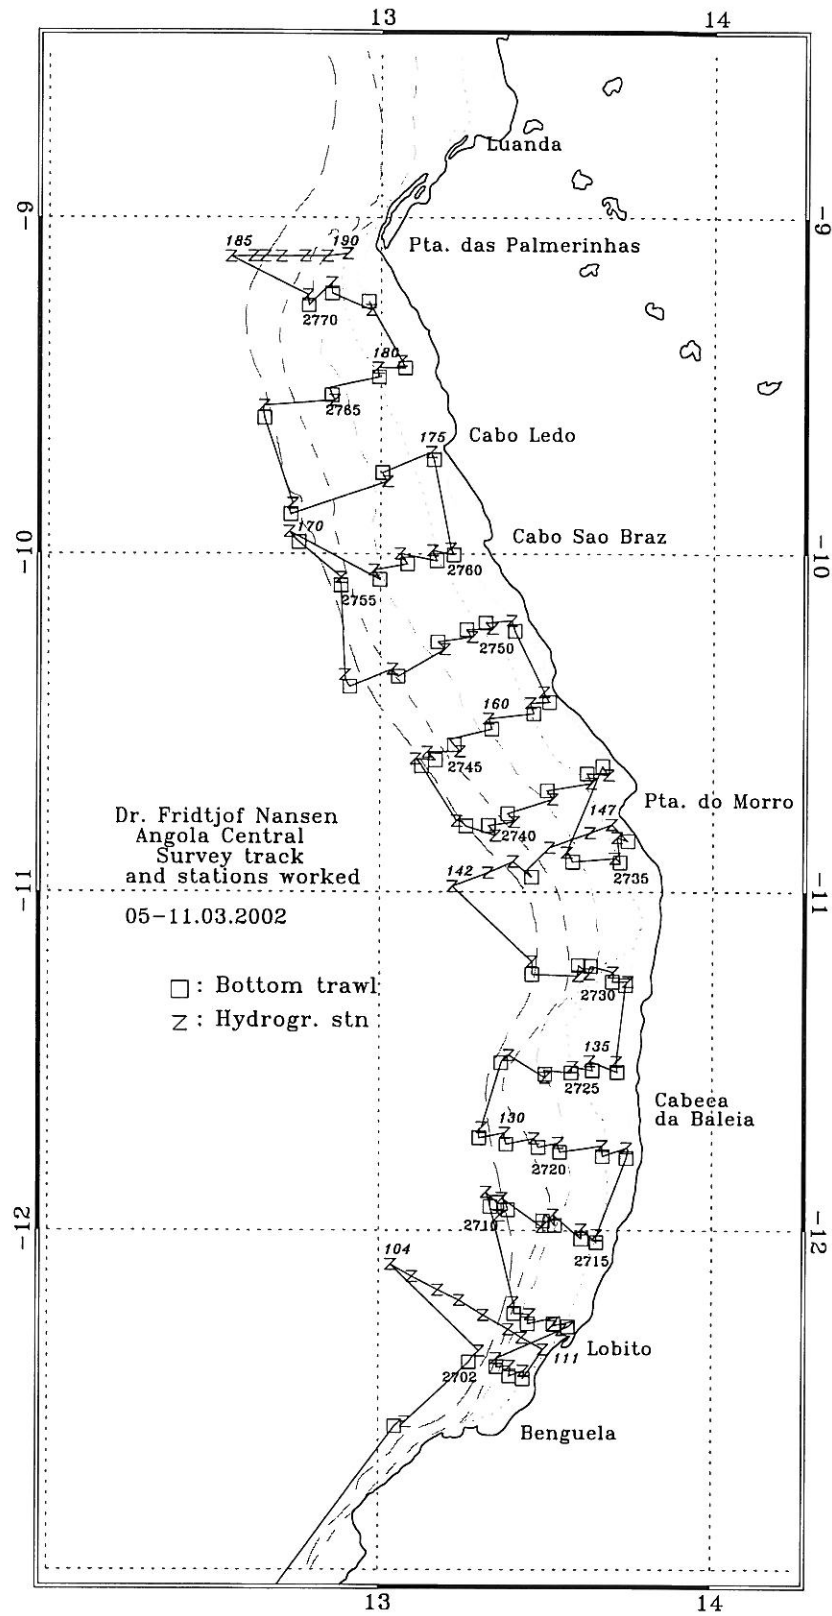 13 14
Luanda
-9 -9
185 190
Pta. das Palmerinhas
2770
180
2765
175 Cabo Ledo
170 Cabo Sao Braz
-10 -10
2760
2755
2750
160
2745
Pta. do Morro
147
Dr. Fridtjof Nansen
Angola Central
Survey track
and stations worked
2740
142 2735
-11 -11
05-11.03.2002
□ : Bottom trawl
Z : Hydrogr. stn
2730
135
2725
Cabeca
da Baleia
130
2720
2710
-12 -12
2715
104
Lobito
111
2702
Benguela
13 14